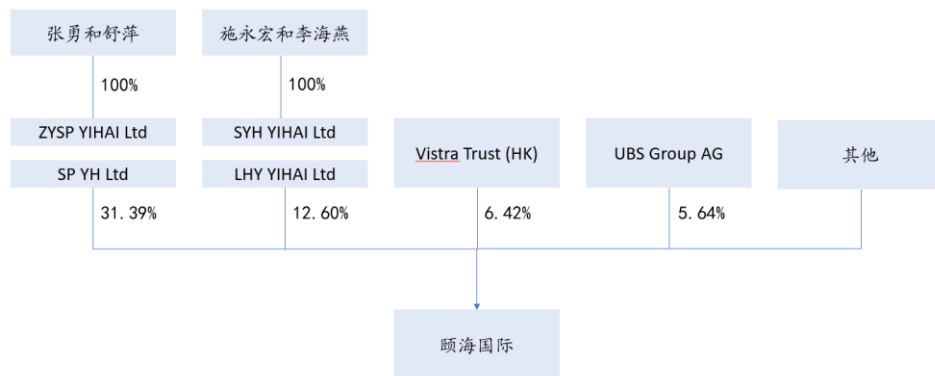 张勇和舒萍
施永宏和李海燕
100%
100%
ZYSP YIHAI Ltd
SYH YIHAI Ltd
Vistra Trust (HK)
UBS Group AG
其他
SP YH Ltd
LHY YIHAI Ltd
31.39%
12.60%
6.42%
5.64%
颐海国际